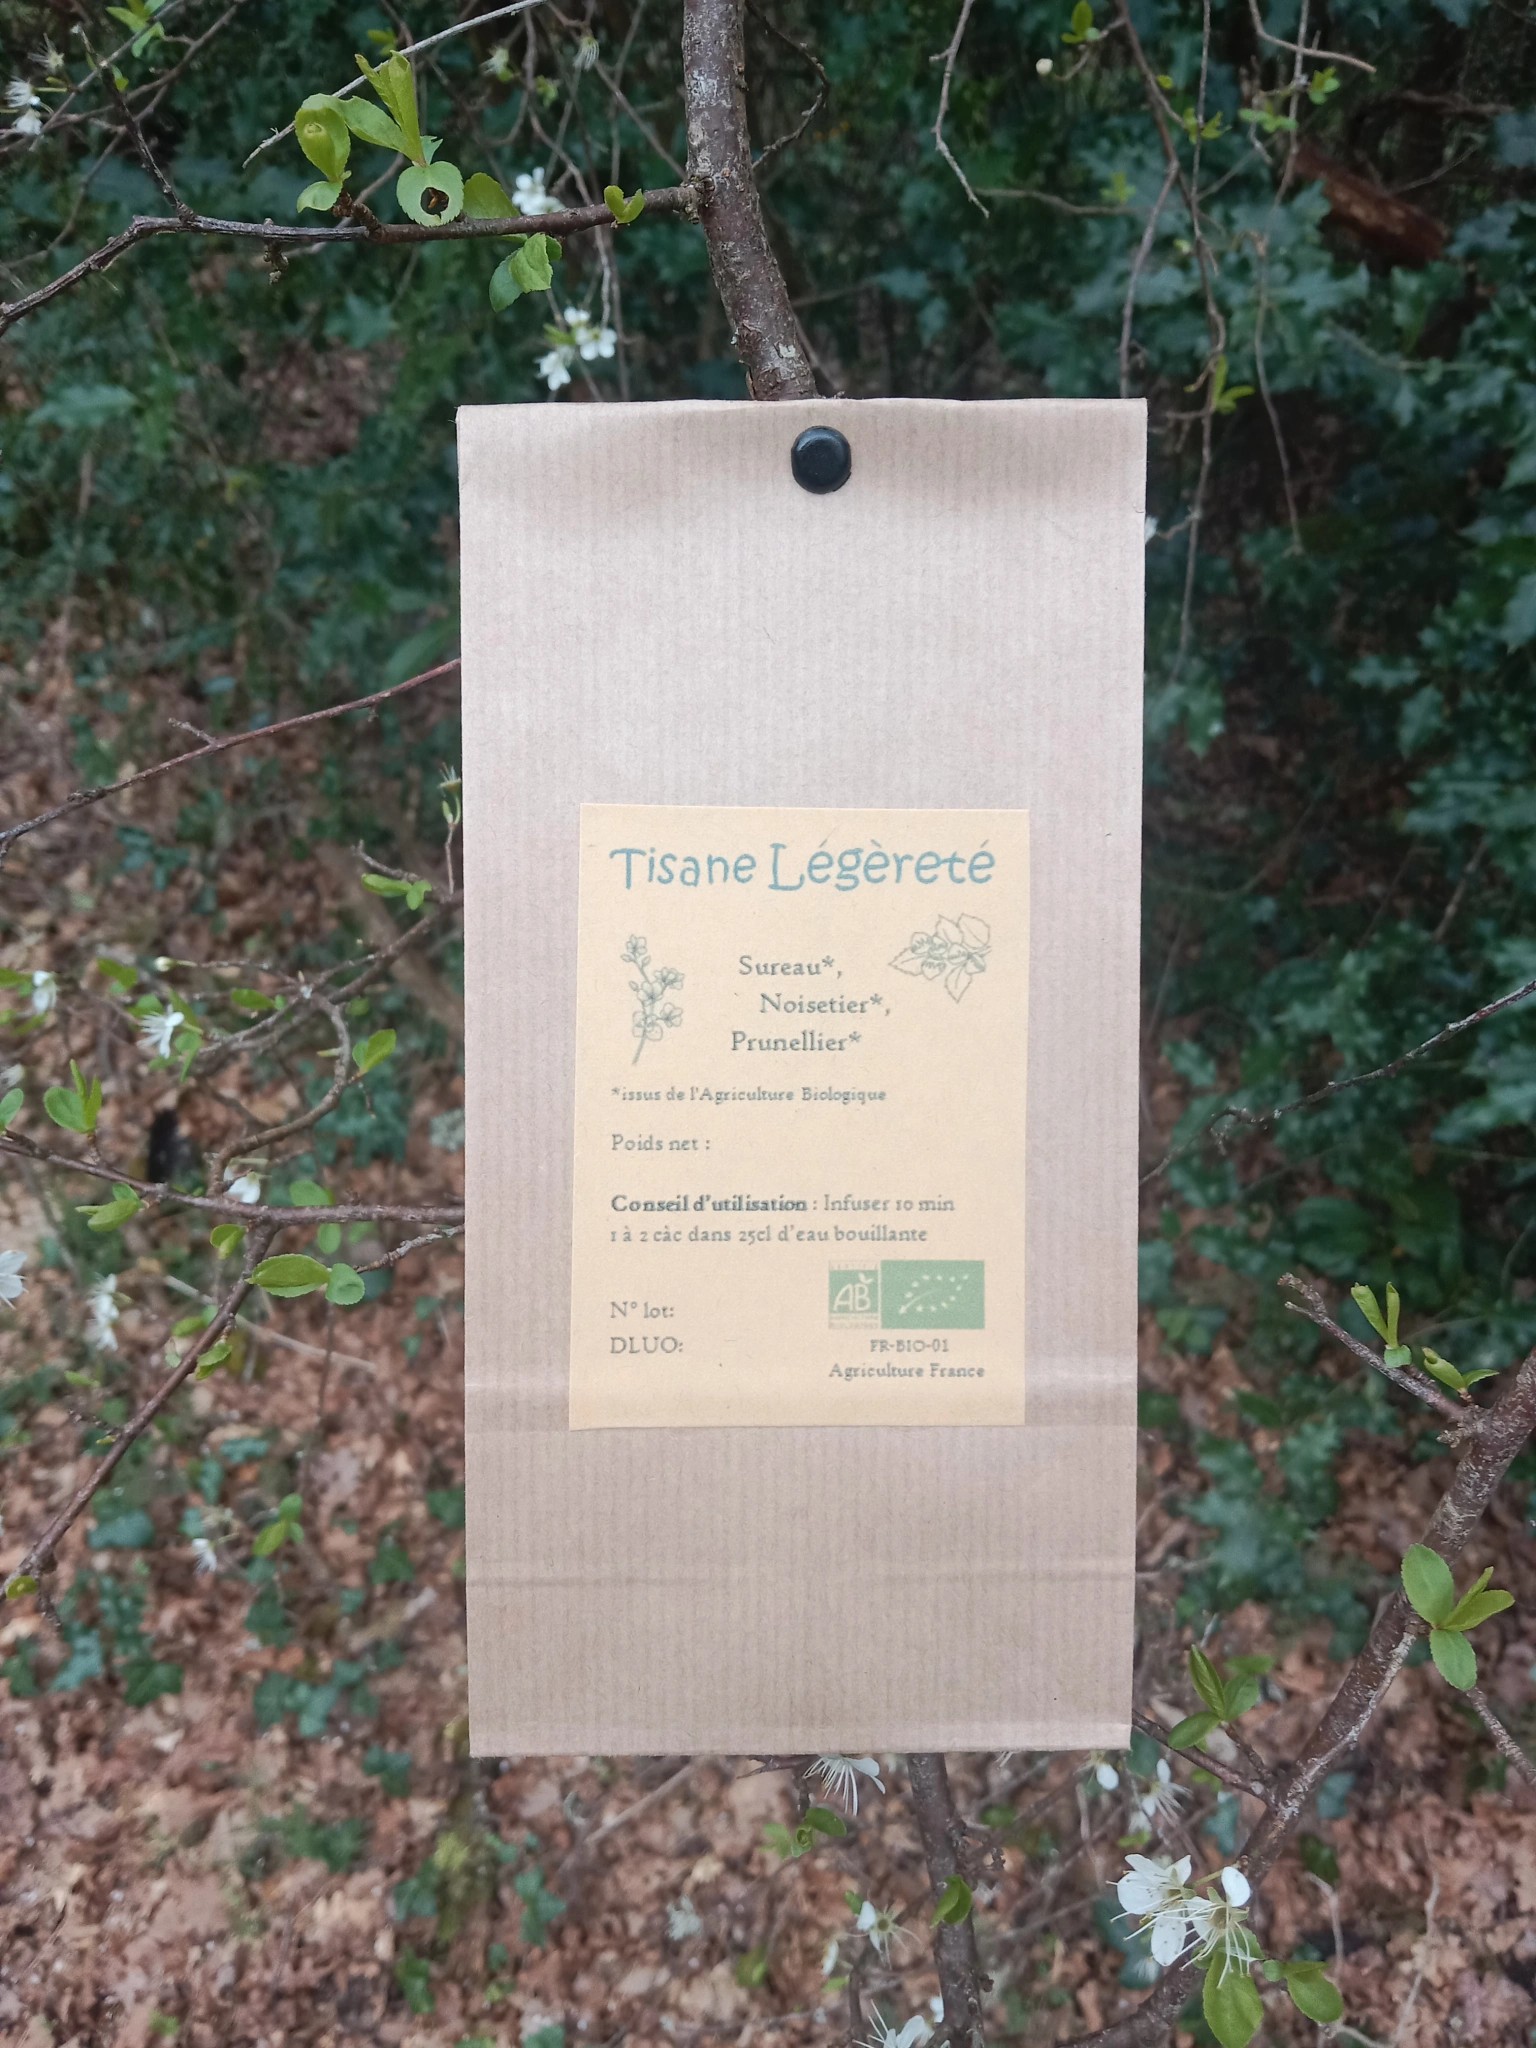 Tisane Légèreté
Sureau*,
Noisetier*,
Prunellier*
*issus de l'Agriculture Biologique
Poids net :
Conseil d'utilisation : Infuser 10 min
1 à 2 càc dans 25cl d'eau bouillante
N° lot:
DLUO:
AB
FR-BIO-01
Agriculture France